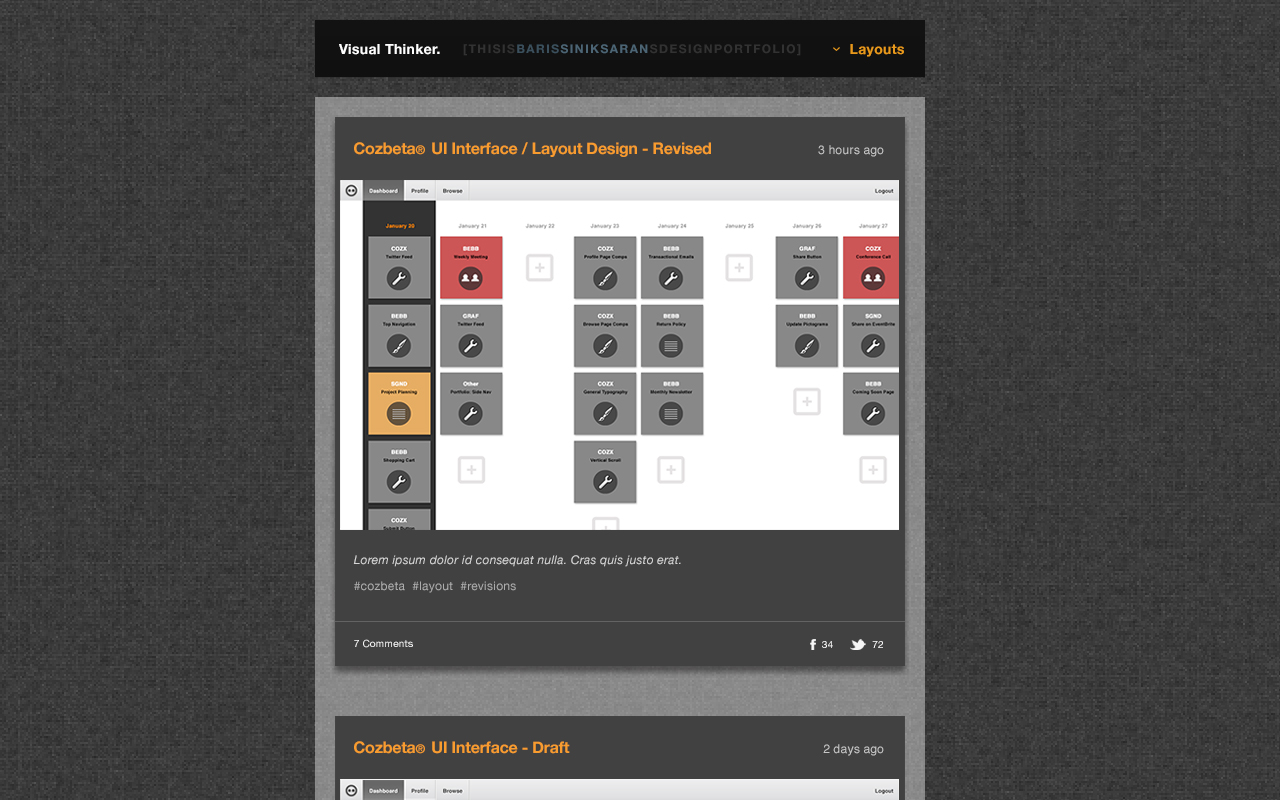 Visual Thinker. [THISISBARISSINIKSARANSDESIGNPORTFOLIO] Layouts
Cozbeta® UI Interface / Layout Design - Revised 3 hours ago
Dashboard Profile Browse Logout
January 20 January 21 January 22 January 23 January 24 January 25 January 26 January 27
COZX BEBB COZX BEBB GRAF COZX
Twitter Feed Weekly Meeting Profile Page Comps Transactional Emails Share Button Conference Call
BEBB GRAF COZX BEBB BEBB SGND
Top Navigation Twitter Feed Browse Page Comps Return Policy Update Pictograms Share on EventBrite
SGND Other COZX BEBB BEBB
Project Planning Portfolio: Side Nav General Typography Monthly Newsletter Coming Soon Page
BEBB COZX
Shopping Cart Vertical Scroll
COZX
Submit Button
Lorem ipsum dolor id consequat nulla. Cras quis justo erat.
#cozbeta #layout #revisions
7 Comments 34 72
Cozbeta® UI Interface - Draft 2 days ago
Dashboard Profile Browse Logout